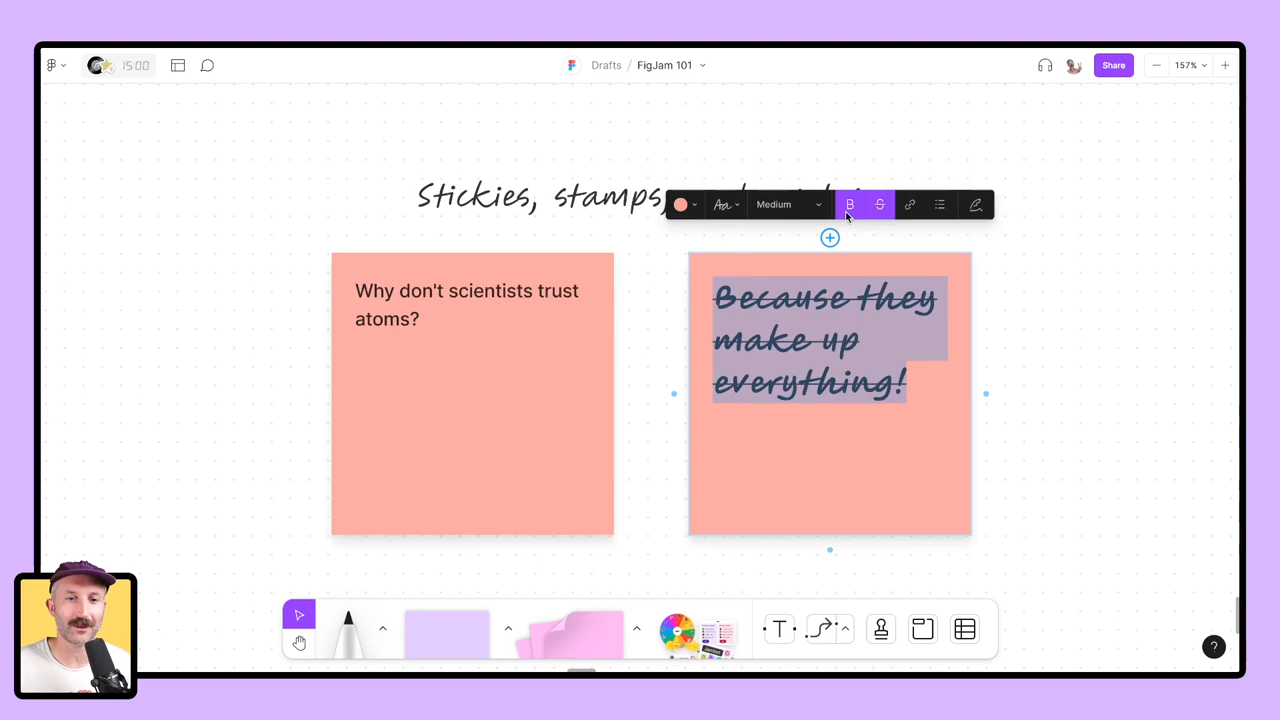 15:00
Drafts / FigJam 101
Share
157%
Stickies, stamps,
Aa
Medium
B
S
Why don't scientists trust
atoms?
Because they
make up
everything!
T
?